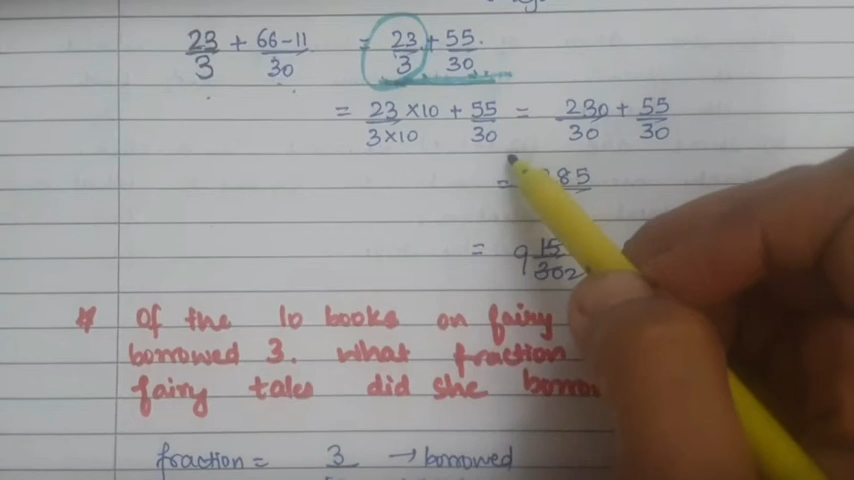 23/3 + 66-11/30 = 23/3 + 55/30
= 23×10/3×10 + 55/30 = 230/30 + 55/30
= 85
= 9 15/30
* Of the 10 books on fairy
borrowed 3. What fraction
fairy tales did she
fraction = 3 → borrowed